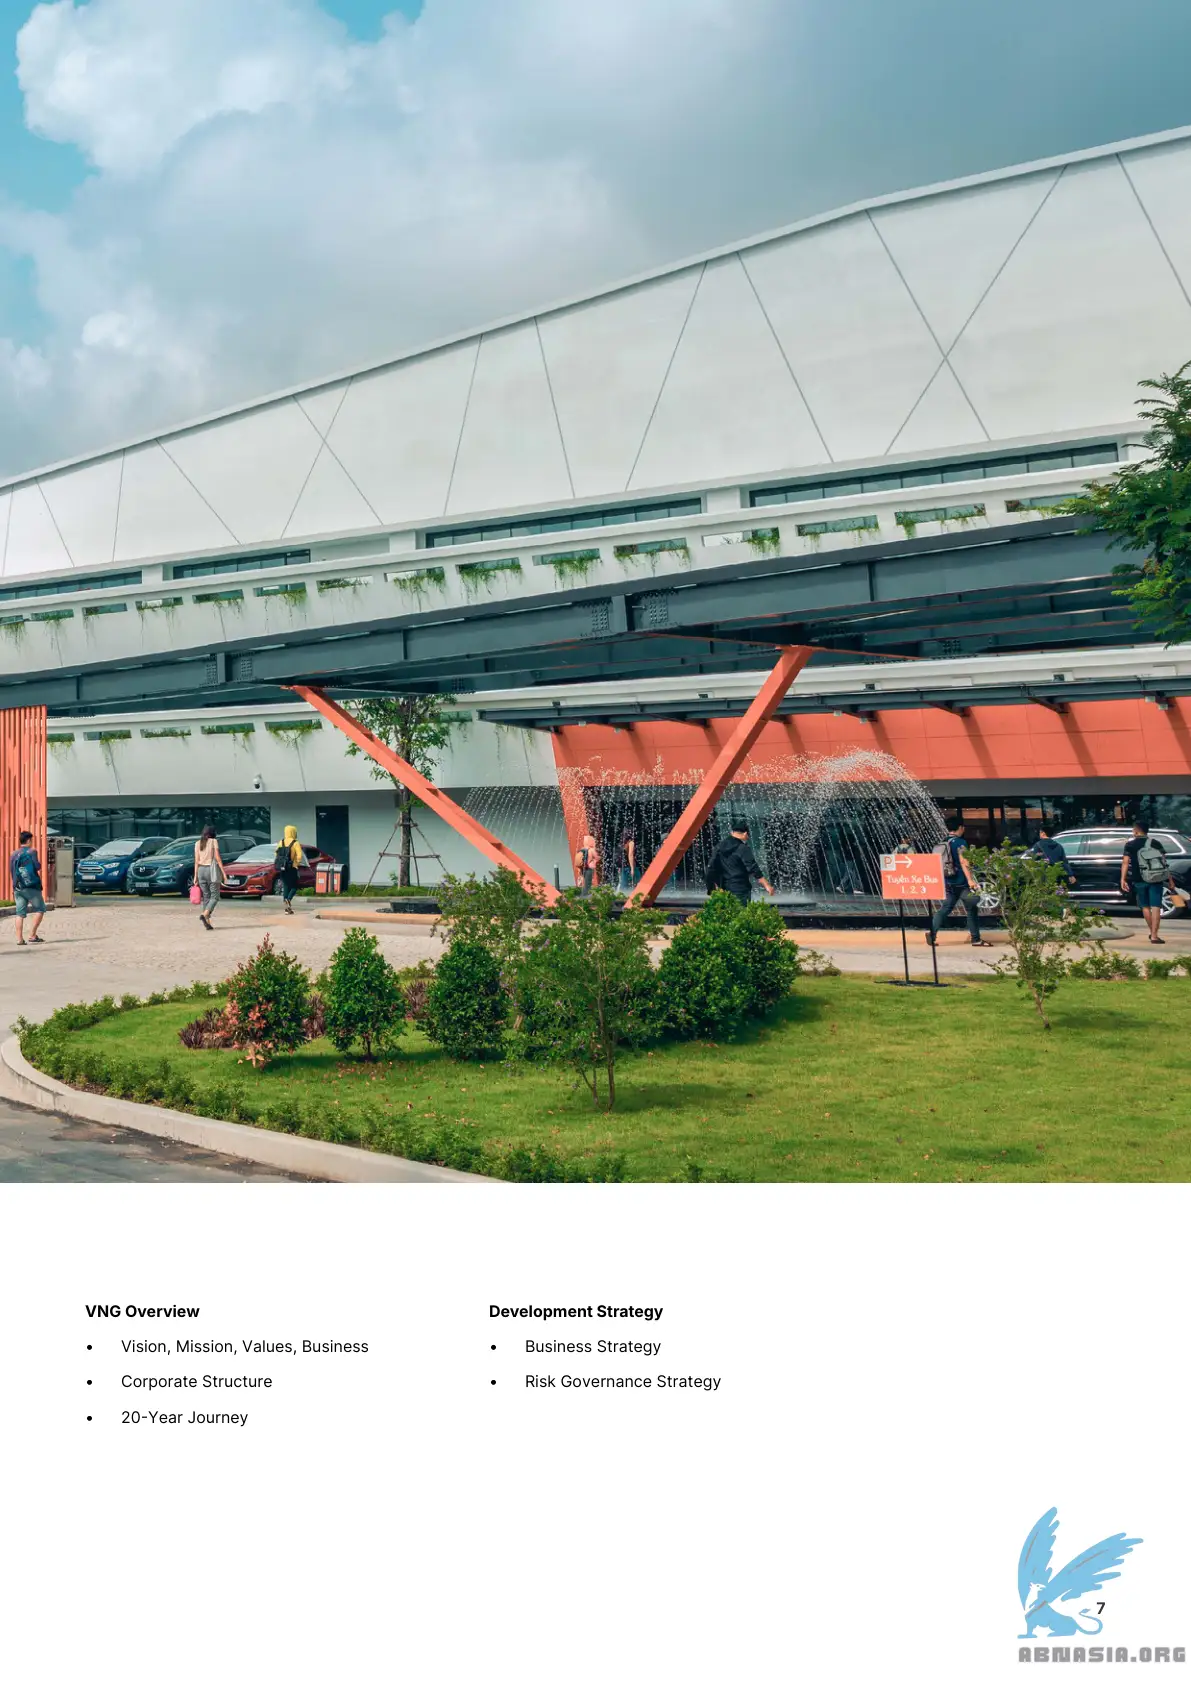 P
Tuyến Xe Bus
1, 2, 3
VNG Overview
• Vision, Mission, Values, Business
• Corporate Structure
• 20-Year Journey
Development Strategy
• Business Strategy
• Risk Governance Strategy
7
ABNASIA.ORG